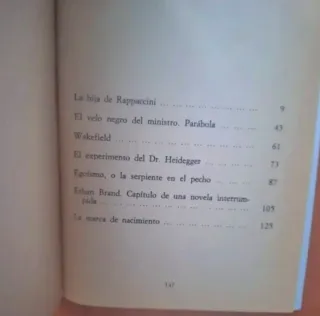 La hija de Rappaccini
... ... ... ... ... ... ... ... 9
El velo negro del ministro. Parábola ... ... 45
Wakefield ... ... ... ... ... ... ... ... ... 61
El experimento del Dr. Heidegger ... ... ... 73
Egotismo, o la serpiente en el pecho ... ... 87
Ethan Brand. Capítulo de una novela interrum-
pida ... ... ... ... ... ... ... ... ... 105
La marca de nacimiento ... ... ... ... ... 125
147